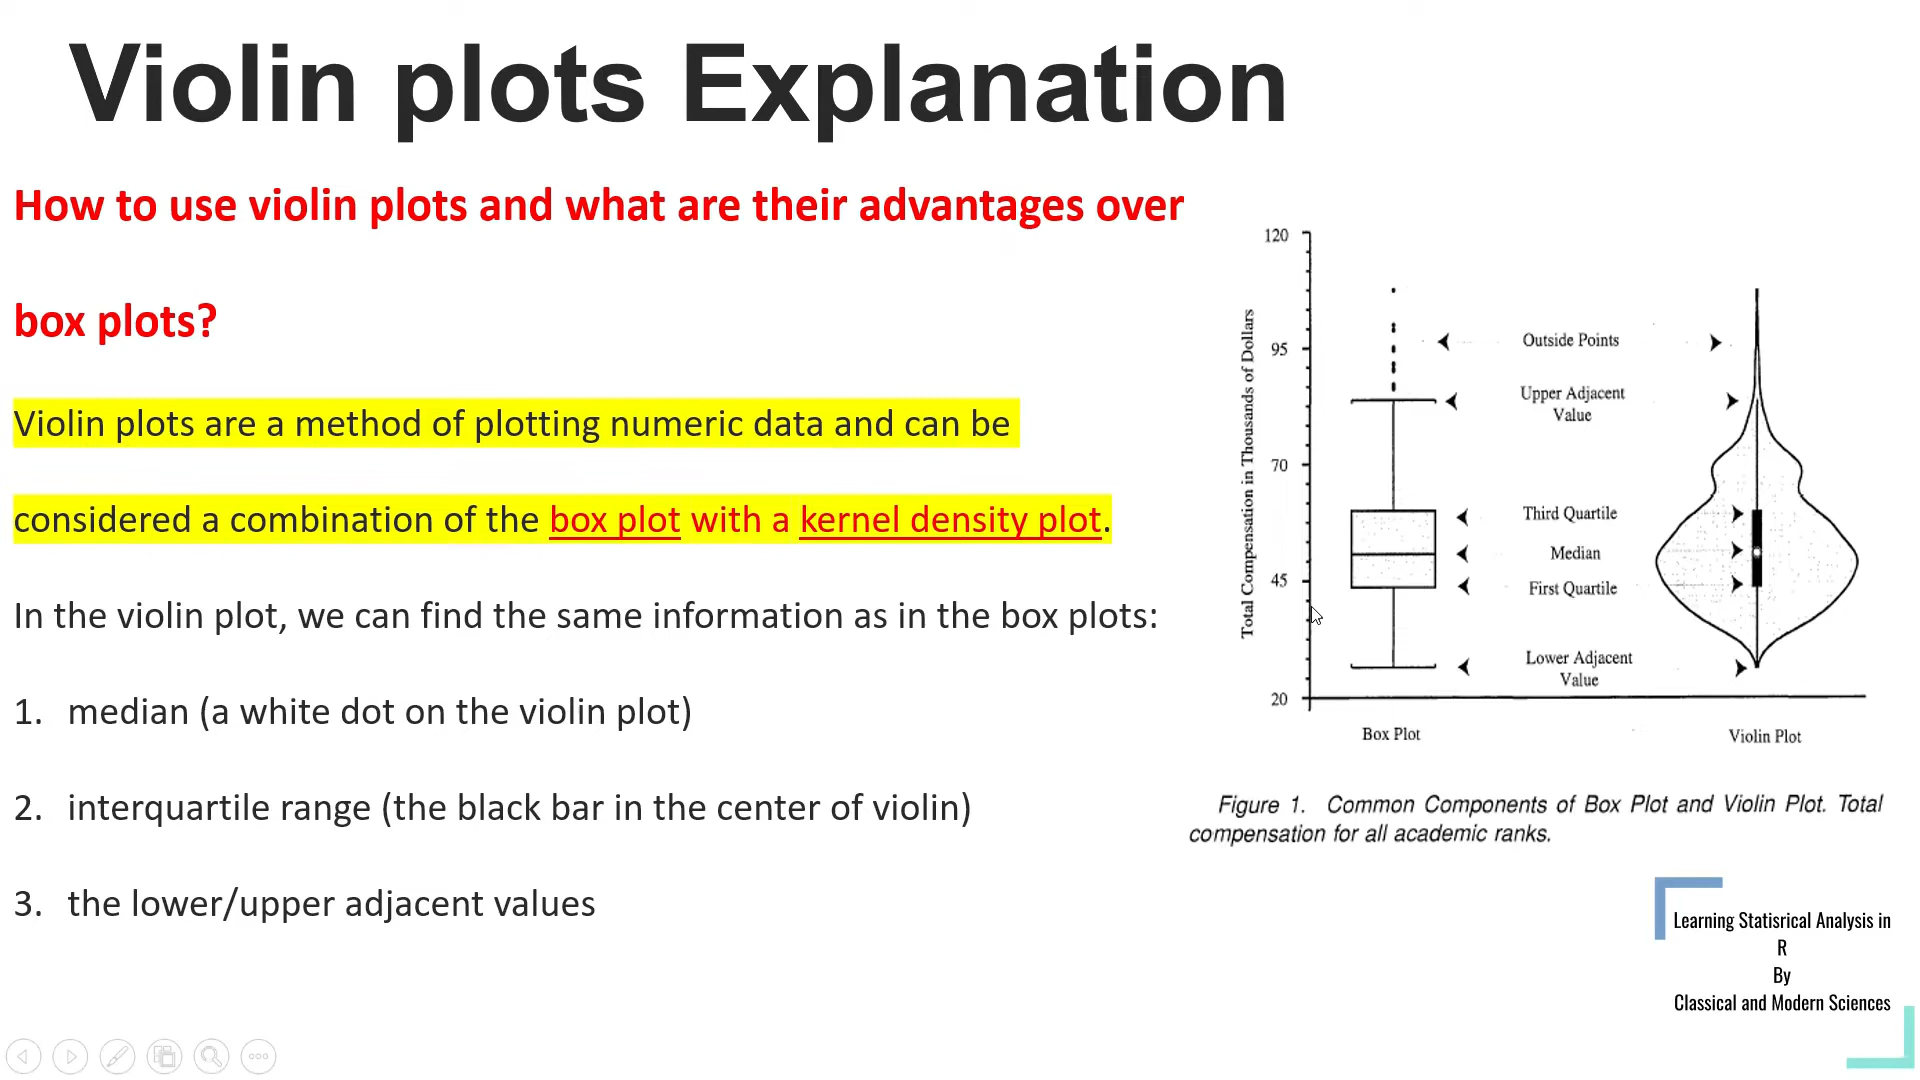 Violin plots Explanation
How to use violin plots and what are their advantages over
box plots?
Violin plots are a method of plotting numeric data and can be
considered a combination of the box plot with a kernel density plot.
In the violin plot, we can find the same information as in the box plots:
1. median (a white dot on the violin plot)
2. interquartile range (the black bar in the center of violin)
3. the lower/upper adjacent values
Total Compensation in Thousands of Dollars
120
95
70
45
20
Outside Points
Upper Adjacent
Value
Third Quartile
Median
First Quartile
Lower Adjacent
Value
Box Plot
Violin Plot
Figure 1. Common Components of Box Plot and Violin Plot. Total
compensation for all academic ranks.
Learning Statisrical Analysis in
R
By
Classical and Modern Sciences